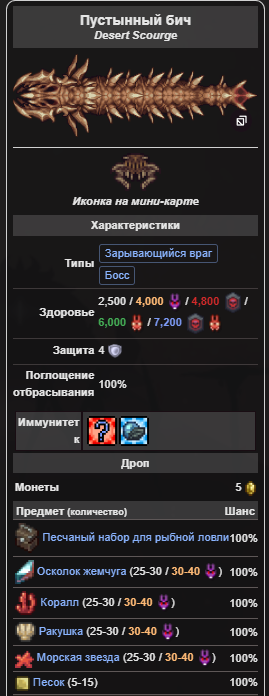 Пустынный бич
Desert Scourge
Иконка на мини-карте
Характеристики
Типы
Зарывающийся враг
Босс
Здоровье
2,500 / 4,000 / 4,800 /
6,000 / 7,200
Защита 4
Поглощение
отбрасывания 100%
Иммунитет
к
Дроп
Монеты 5
Предмет (количество) Шанс
Песчаный набор для рыбной ловли 100%
Осколок жемчуга (25-30 / 30-40) 100%
Коралл (25-30 / 30-40) 100%
Ракушка (25-30 / 30-40) 100%
Морская звезда (25-30 / 30-40) 100%
Песок (5-15) 100%